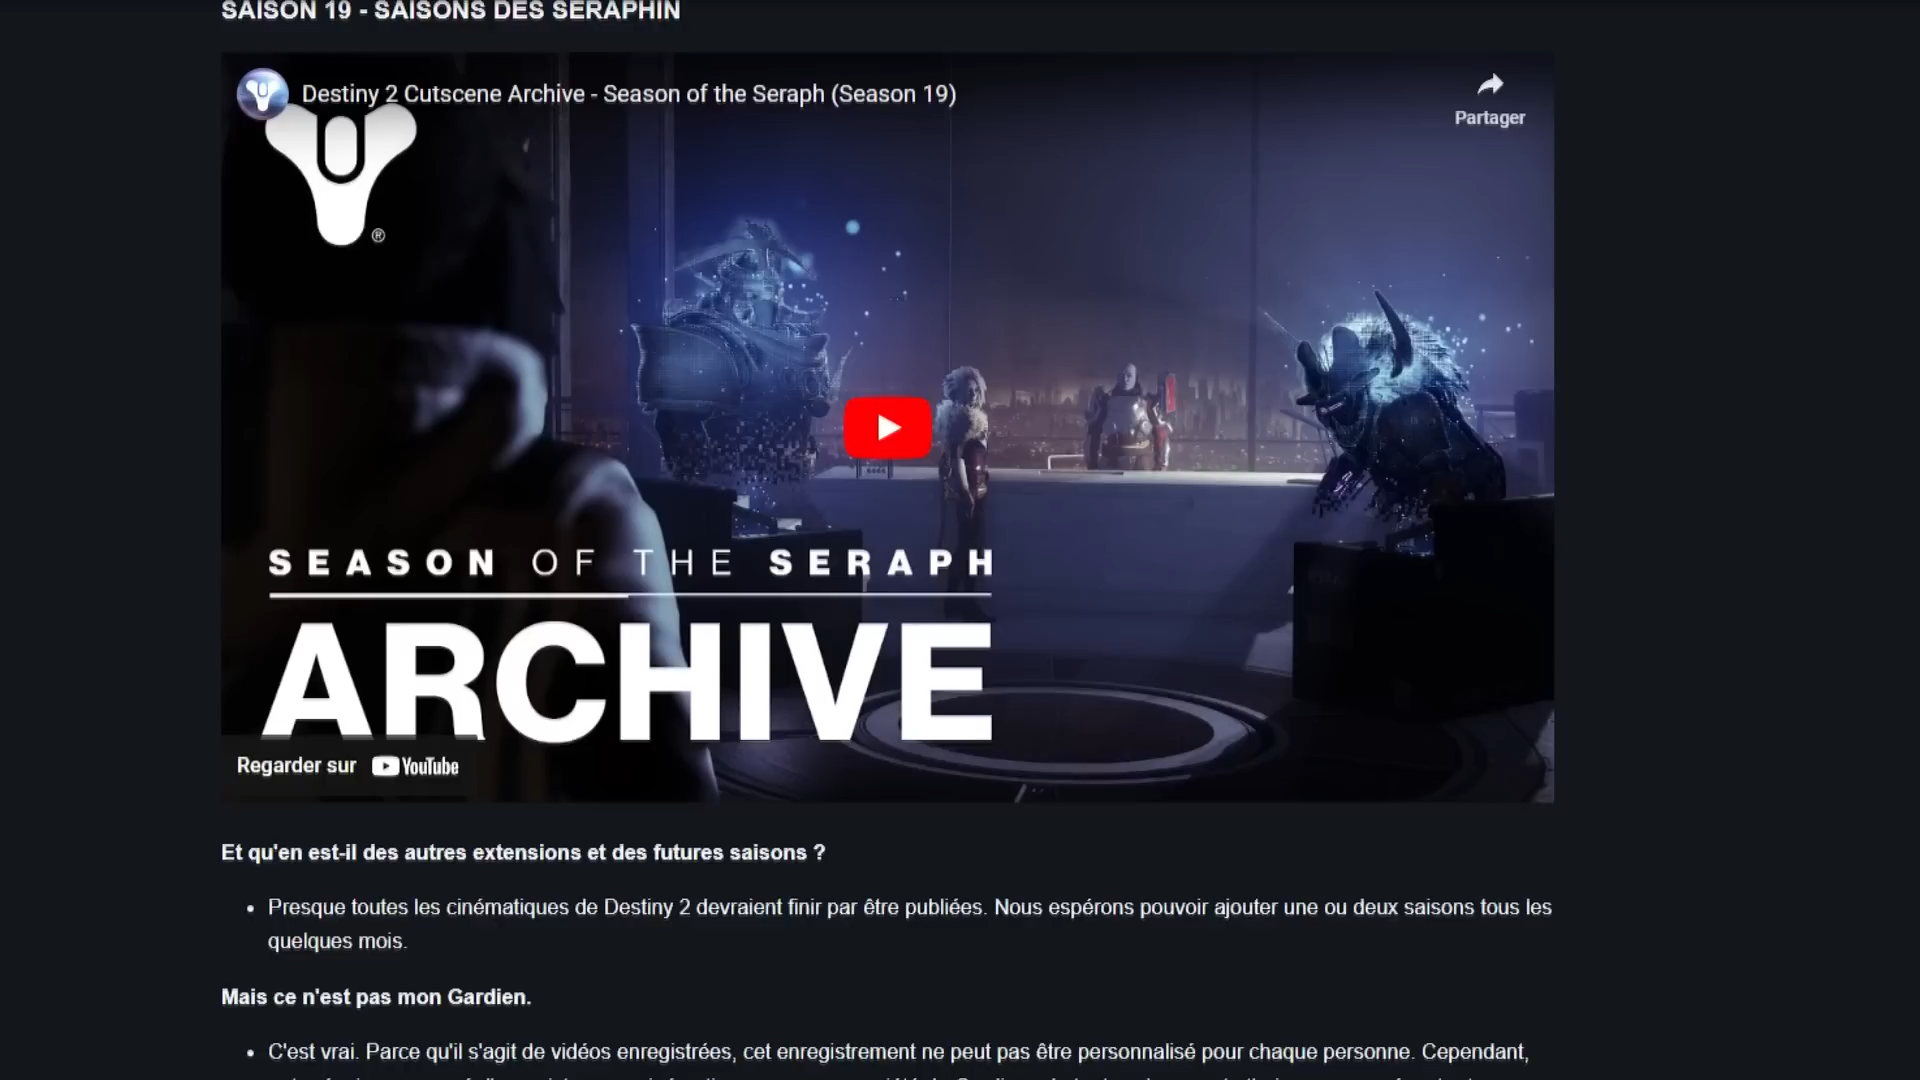 SAISON 19 - SAISONS DES SERAPHIN
Destiny 2 Cutscene Archive - Season of the Seraph (Season 19)
Partager
®
SEASON OF THE SERAPH
ARCHIVE
Regarder sur YouTube
Et qu'en est-il des autres extensions et des futures saisons ?
• Presque toutes les cinématiques de Destiny 2 devraient finir par être publiées. Nous espérons pouvoir ajouter une ou deux saisons tous les
quelques mois.
Mais ce n'est pas mon Gardien.
• C'est vrai. Parce qu'il s'agit de vidéos enregistrées, cet enregistrement ne peut pas être personnalisé pour chaque personne. Cependant,